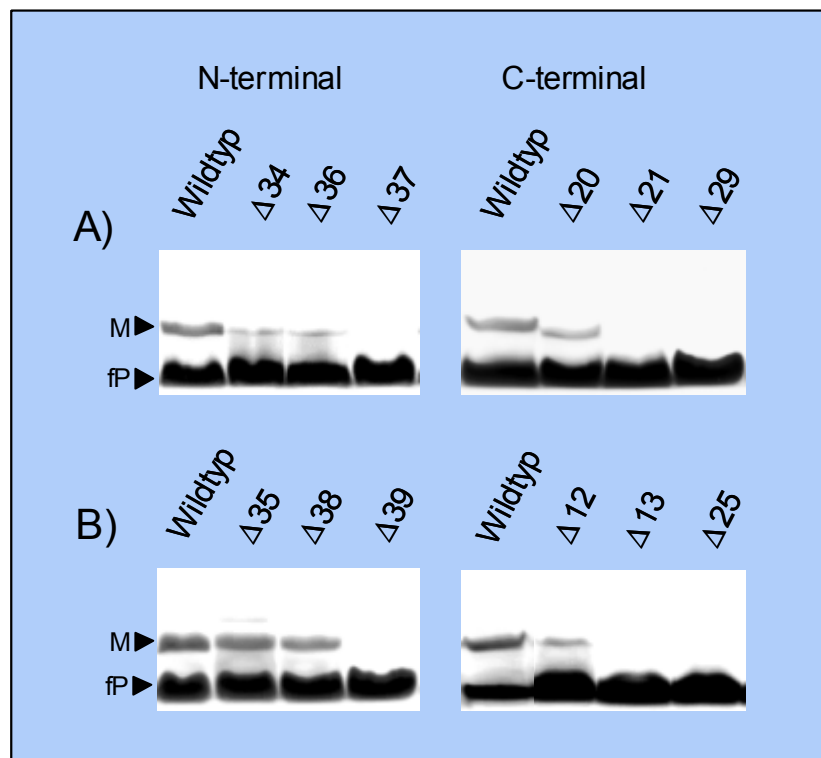 N-terminal C-terminal
Wildtyp Δ34 Δ36 Δ37 Wildtyp Δ20 Δ21 Δ29
A)
M
fP
Wildtyp Δ35 Δ38 Δ39 Wildtyp Δ12 Δ13 Δ25
B)
M
fP